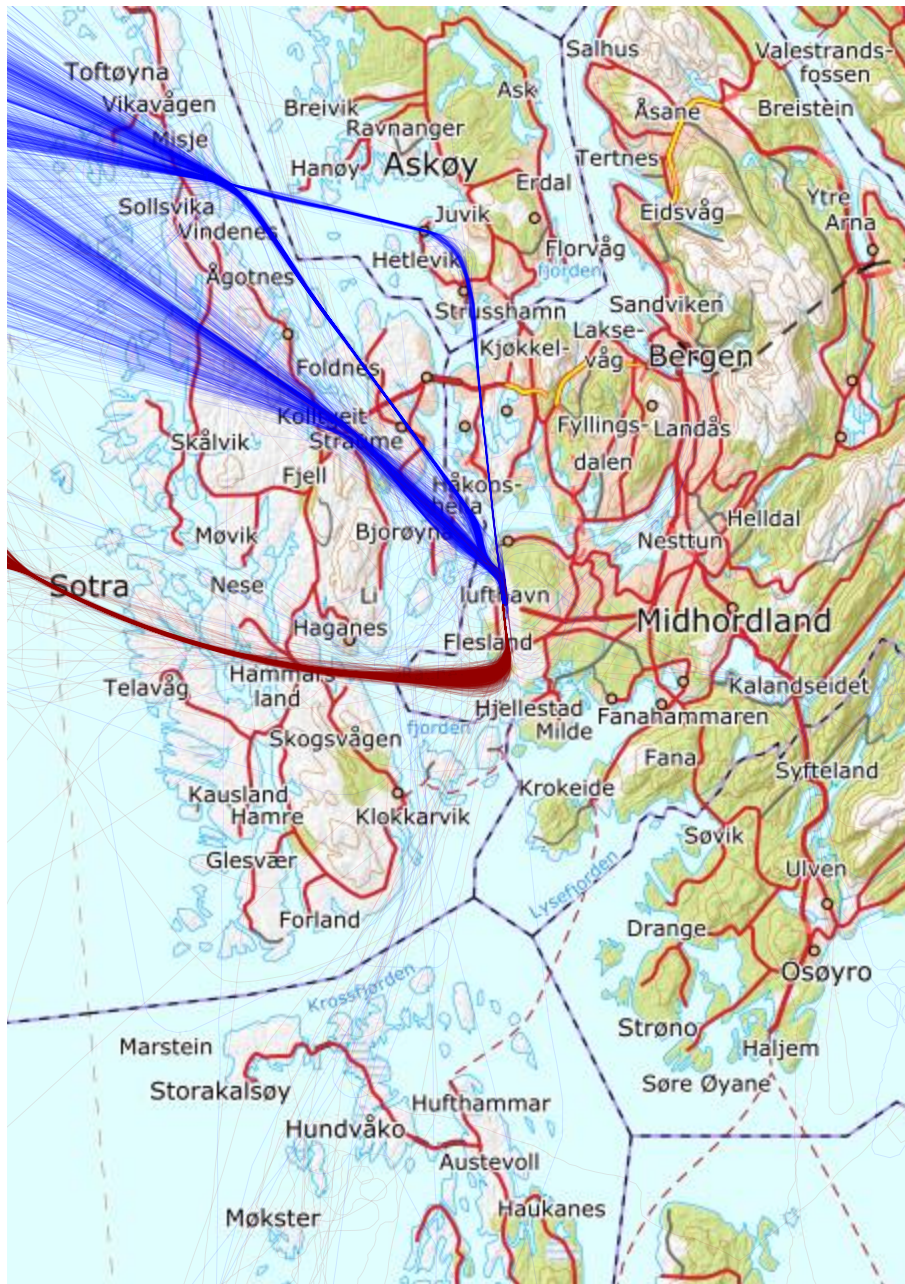 Salhus
Valestrands-
fossen
Toftøyna
Ask
Vikavågen
Breivik
Åsane
Breistein
Misje
Ravnanger
Hanøy
Askøy
Tertnes
Erdal
Ytre
Arna
Sollsvika
Juvik
Eidsvåg
Vindenes
Florvåg
Hetlevik
fjorden
Ågotnes
Strusshamn
Sandviken
Kjøkkel-
Lakse-
våg
Bergen
Foldnes
Kolltveit
Straume
Fyllings-
dalen
Landås
Skålvik
Fjell
Håkons-
hella
Helldal
Møvik
Bjorøyna
Nesttun
Sotra
Nese
Li
lufthavn
Haganes
Flesland
Midhordland
Telavåg
Hammars-
land
Kalandseidet
Hjellestad
Fanahammaren
fjorden
Milde
Skogsvågen
Fana
Syfteland
Kausland
Krokeide
Hamre
Klokkarvik
Søvik
Glesvær
Ulven
Lysefjorden
Forland
Drange
Osøyro
Krossfjorden
Strøno
Marstein
Haljem
Storakalsøy
Søre Øyane
Hufthammar
Hundvåko
Austevoll
Møkster
Haukanes